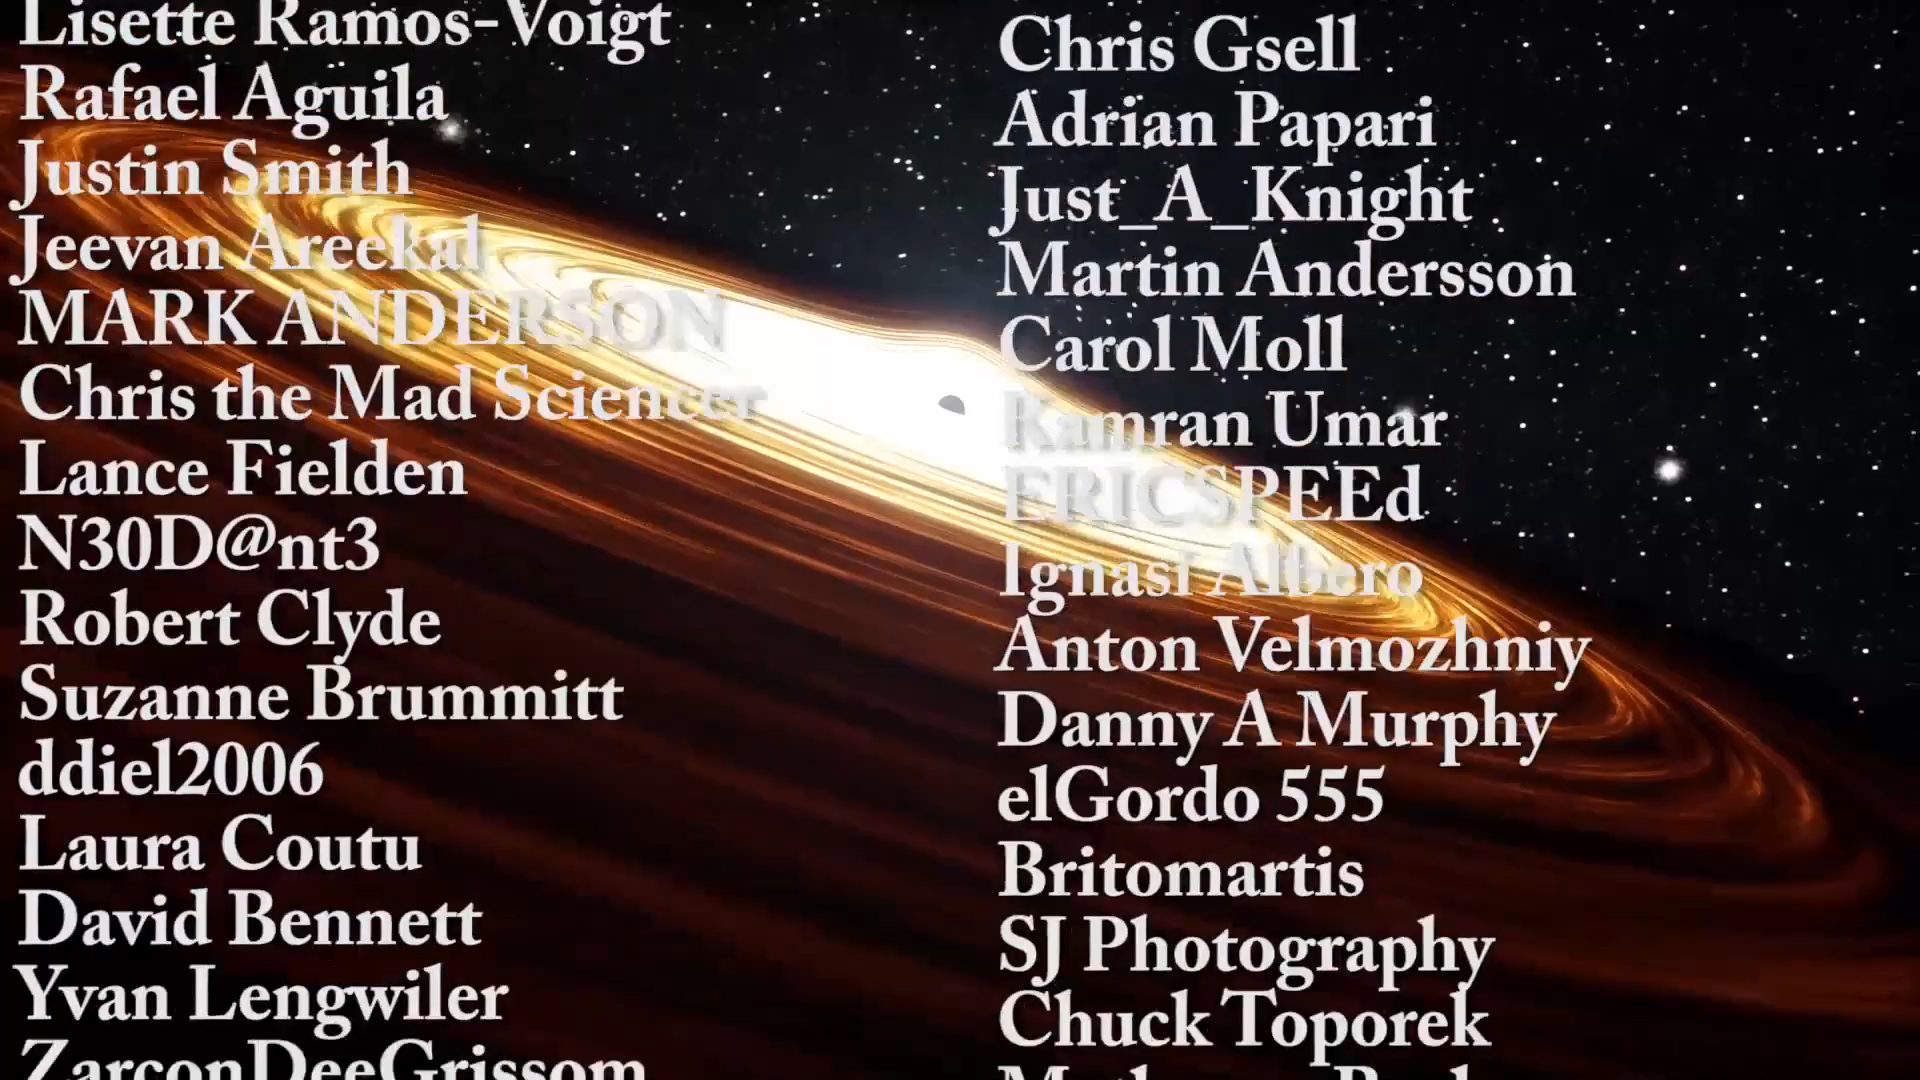 Lisette Ramos-Voigt
Rafael Aguila
Justin Smith
Jeevan Areekal
MARK ANDERSON
Chris the Mad Sciencer
Lance Fielden
N30D@nt3
Robert Clyde
Suzanne Brummitt
ddiel2006
Laura Coutu
David Bennett
Yvan Lengwiler
ZarconDeeGrissom
Chris Gsell
Adrian Papari
Just_A_Knight
Martin Andersson
Carol Moll
Kamran Umar
ERICSPEEd
Ignasi Albero
Anton Velmozhniy
Danny A Murphy
elGordo 555
Britomartis
SJ Photography
Chuck Toporek